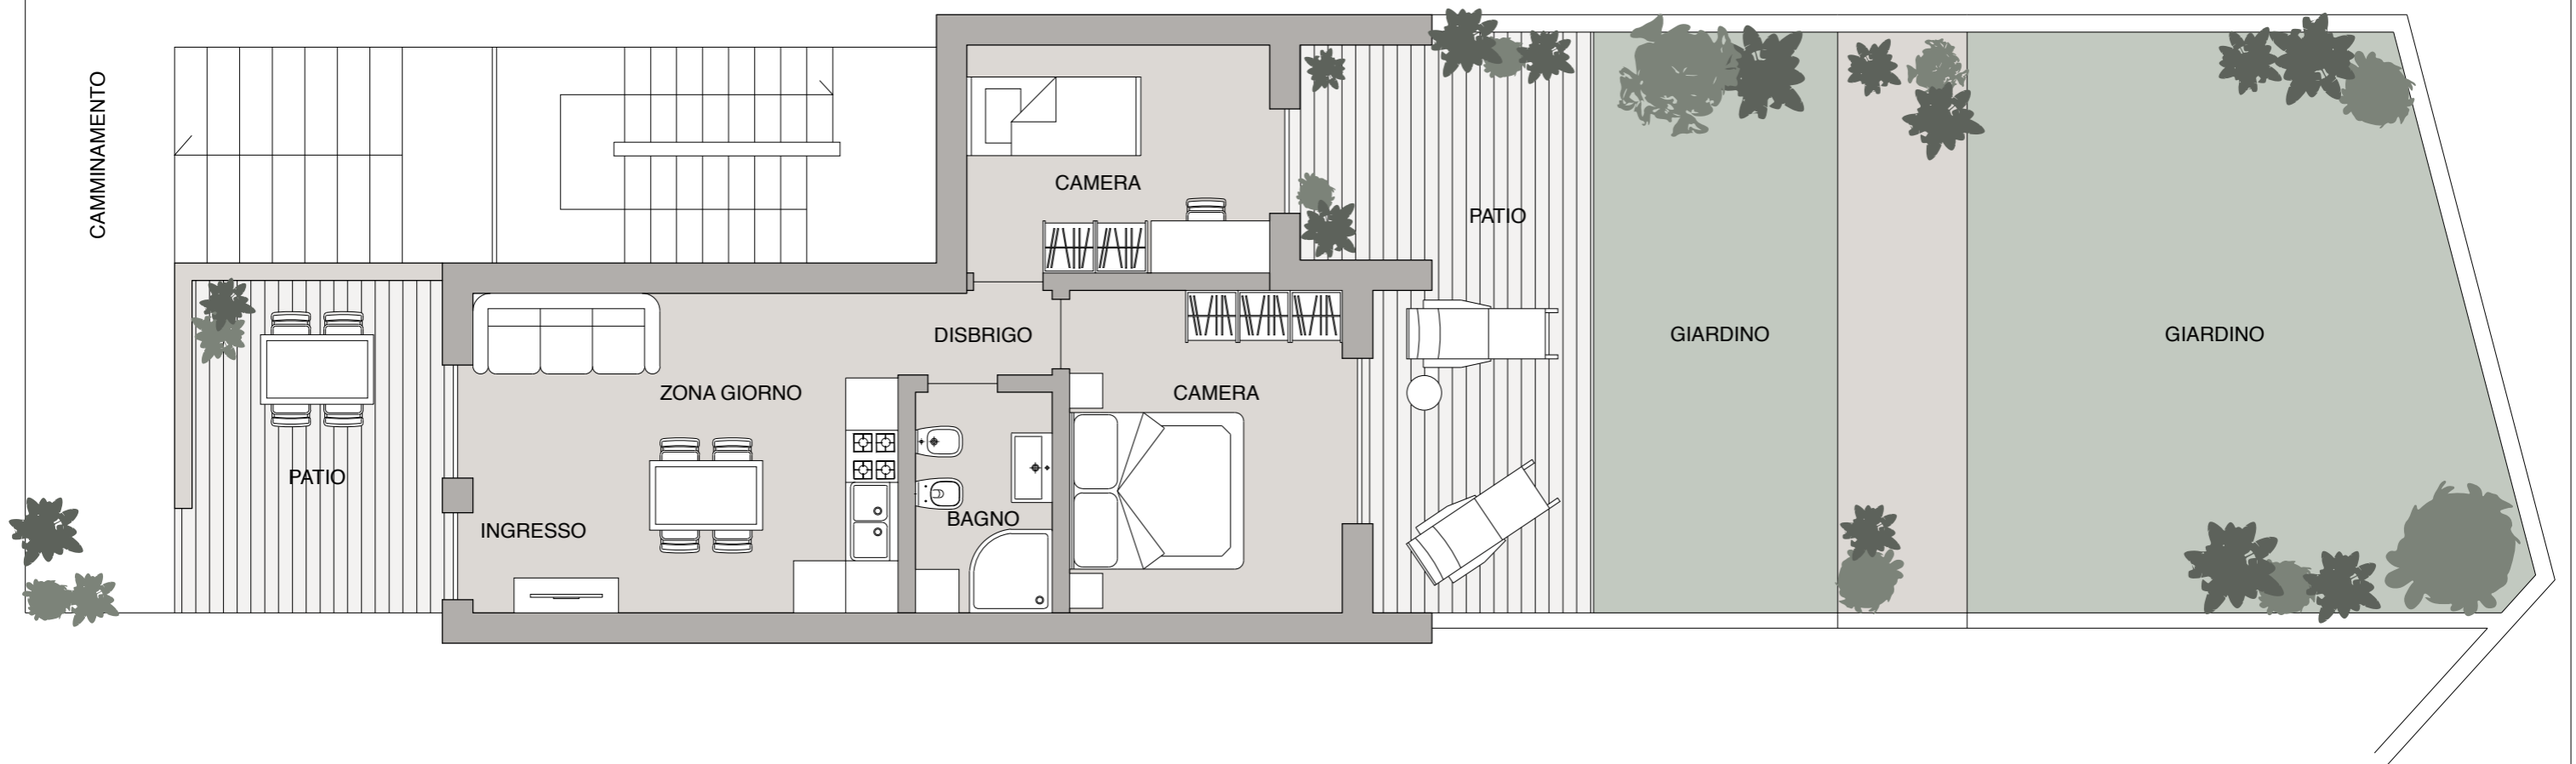 CAMMINAMENTO
CAMERA
PATIO
DISBRIGO
GIARDINO
GIARDINO
ZONA GIORNO
CAMERA
PATIO
BAGNO
INGRESSO